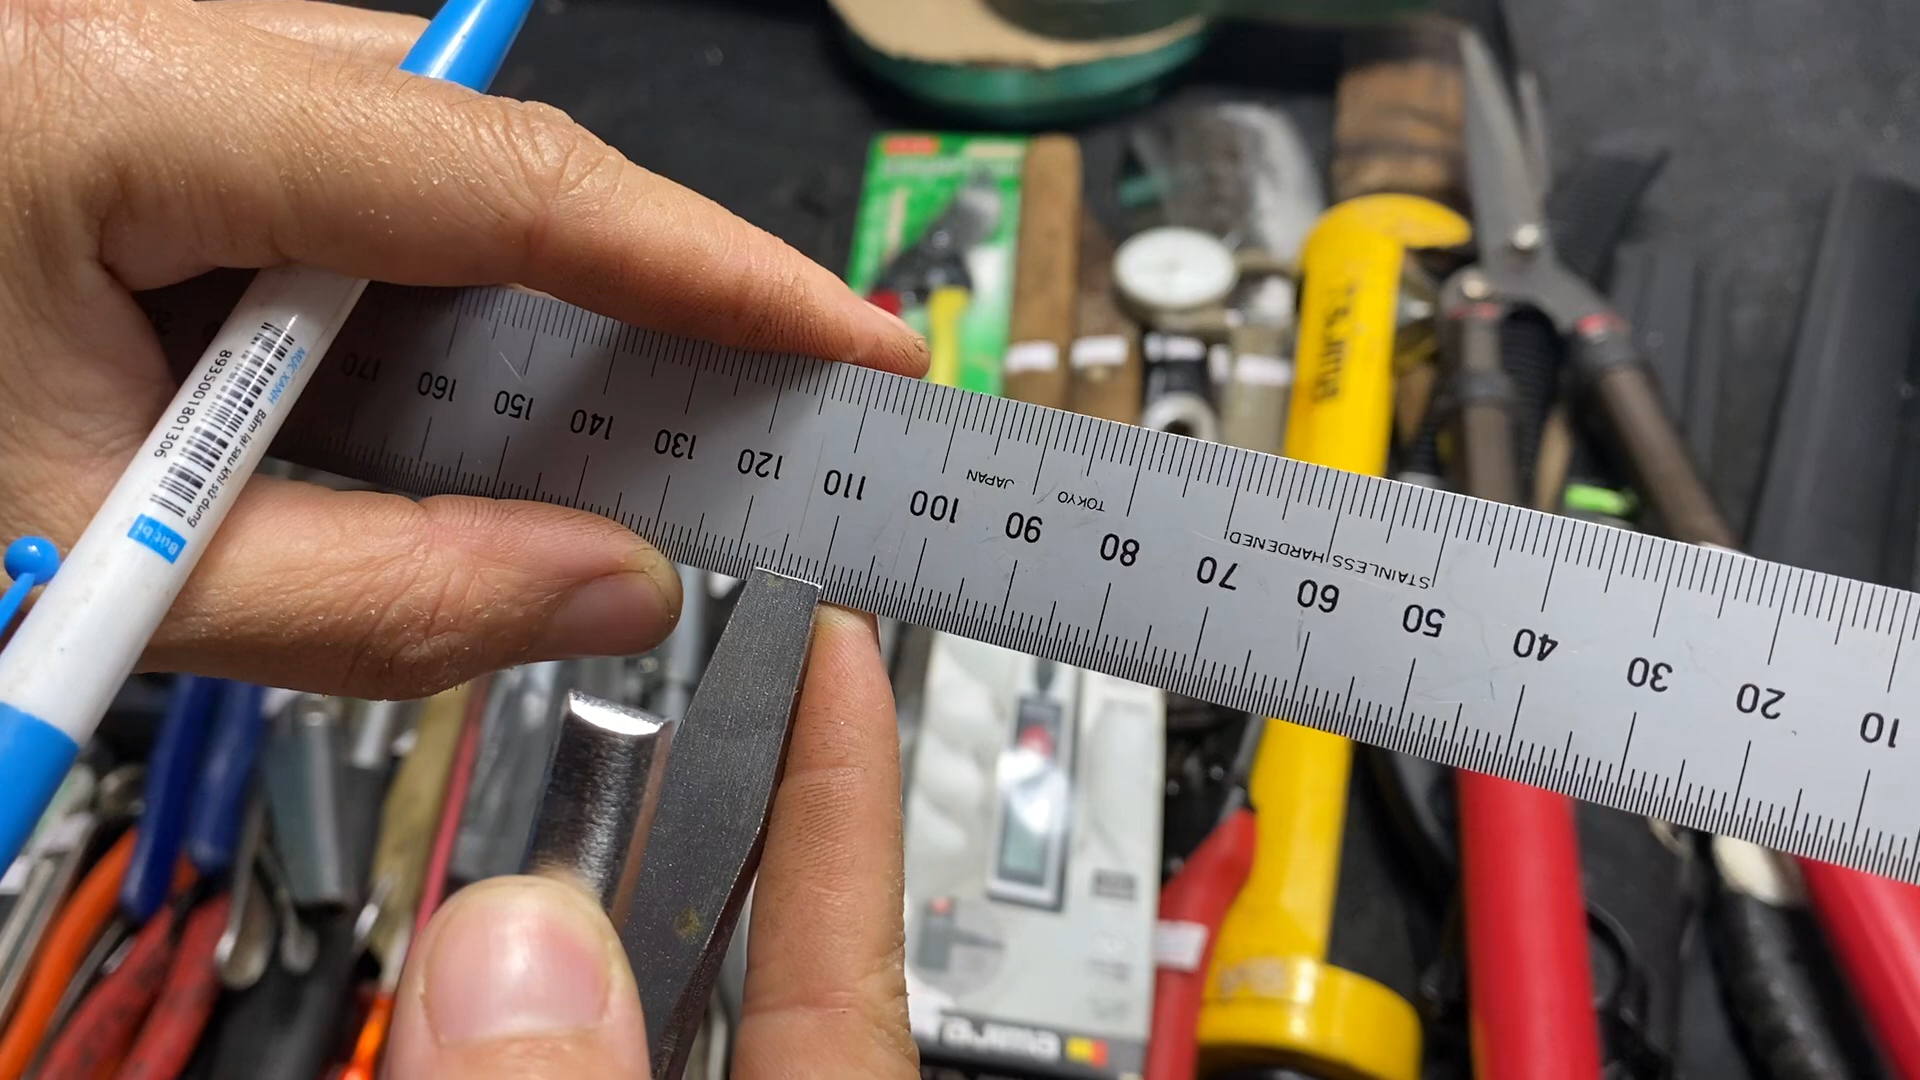 MỰC XANH
Bấm lại sau khi sử dụng
8935001801306
Bút bi
170
160
150
140
130
120
110
100
90
80
70
60
50
40
30
20
10
JAPAN
TOKYO
STAINLESS HARDENED
TAJIMA